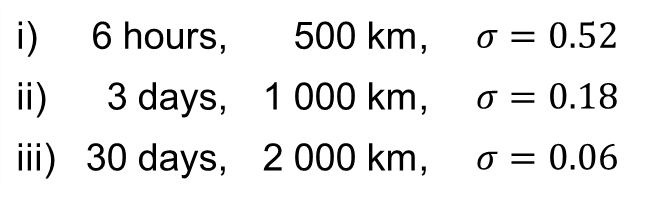 i) 6 hours, 500 km, 𝜎 = 0.52
ii) 3 days, 1 000 km, 𝜎 = 0.18
iii) 30 days, 2 000 km, 𝜎 = 0.06